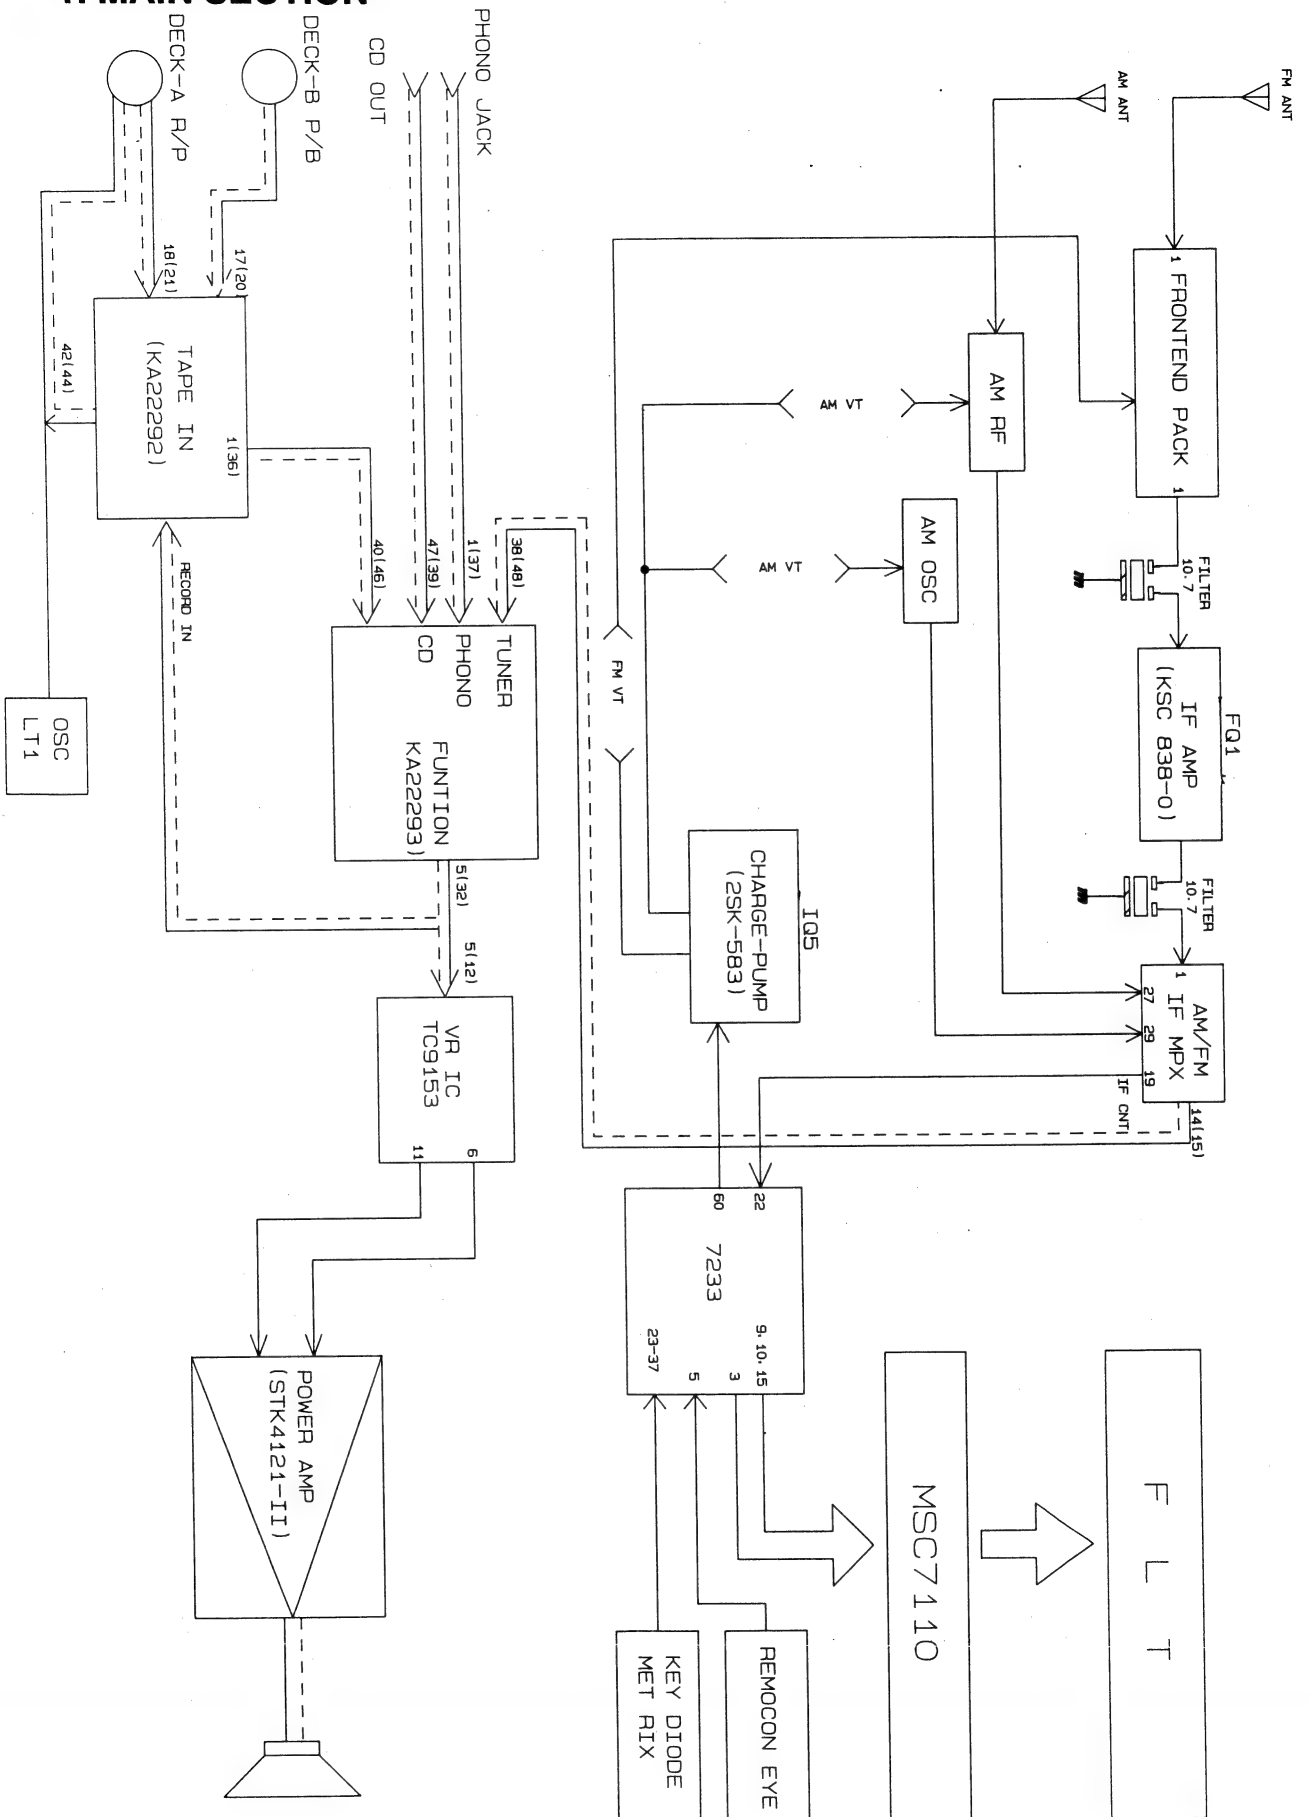 MAIN SECTION
FM ANT
1
FRONTEND PACK
1
FILTER
10.7
FQ1
IF AMP
(KSC 838-O)
FILTER
10.7
1
AM/FM
IF MPX
27
29
19
14(15)
IF CNT
F L T
AM ANT
AM RF
AM OSC
AM VT
AM VT
FM VT
IQ5
CHARGE-PUMP
(2SK-583)
22
60
7233
9.10.15
3
5
23-37
MSC7110
REMOCON EYE
KEY DIODE
MET RIX
PHONO JACK
CD OUT
DECK-B P/B
DECK-A R/P
17(20)
18(21)
TAPE IN
(KA22292)
1(36)
42(44)
38(48)
1(37)
47(39)
40(46)
TUNER
PHONO
CD
FUNTION
KA22293)
5(32)
RECORD IN
OSC
LT1
5(12)
VR IC
TC9153
6
11
POWER AMP
(STK4121-II)